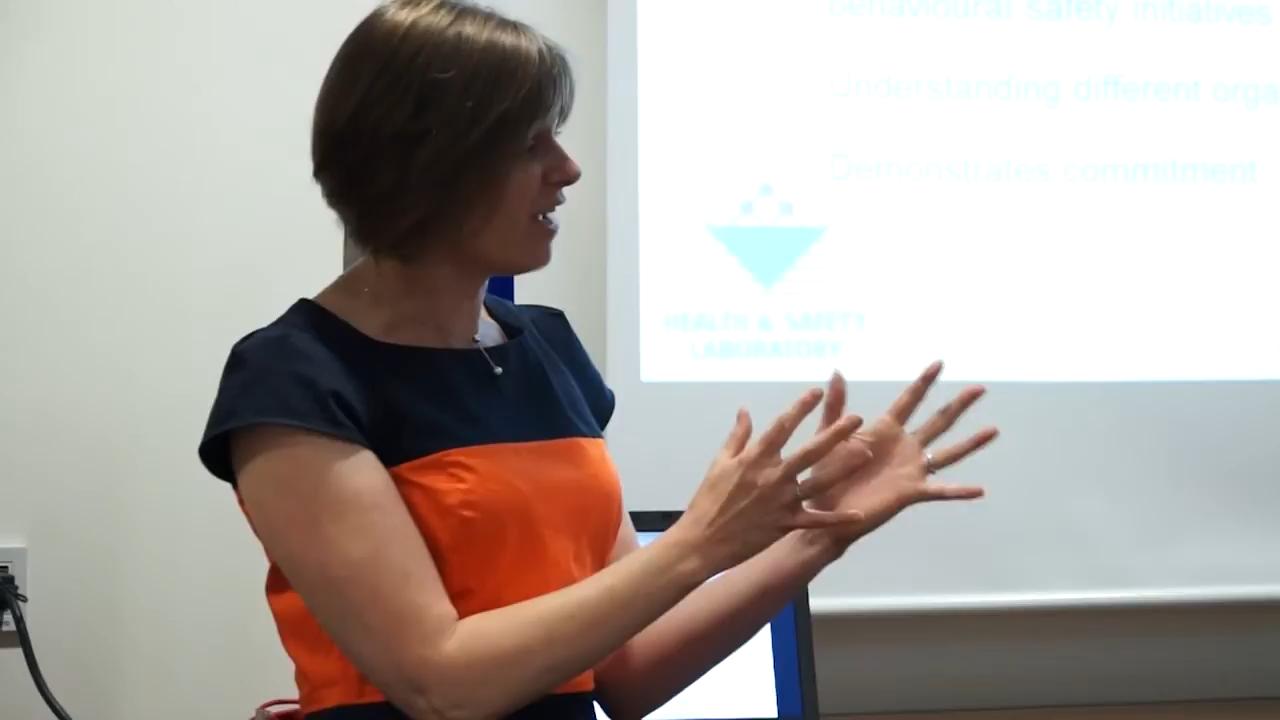 behavioural safety initiatives
Understanding different orga
Demonstrates commitment
HEALTH & SAFETY
LABORATORY